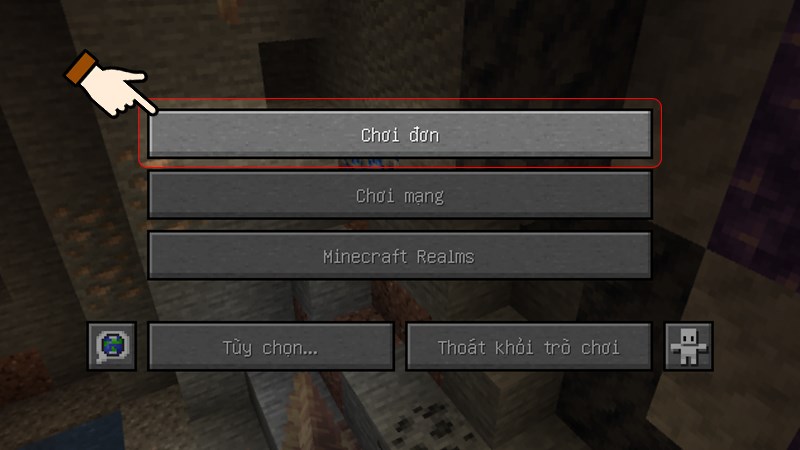 Chơi đơn
Chơi mạng
Minecraft Realms
Tùy chọn...
Thoát khỏi trò chơi